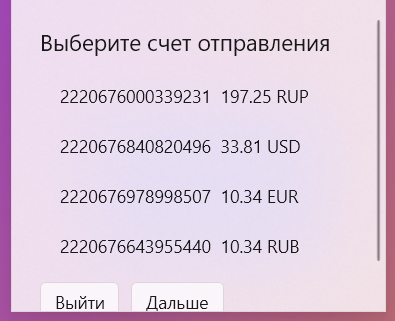 Выберите счет отправления
2220676000339231 197.25 RUP
2220676840820496 33.81 USD
2220676978998507 10.34 EUR
2220676643955440 10.34 RUB
Выйти Дальше